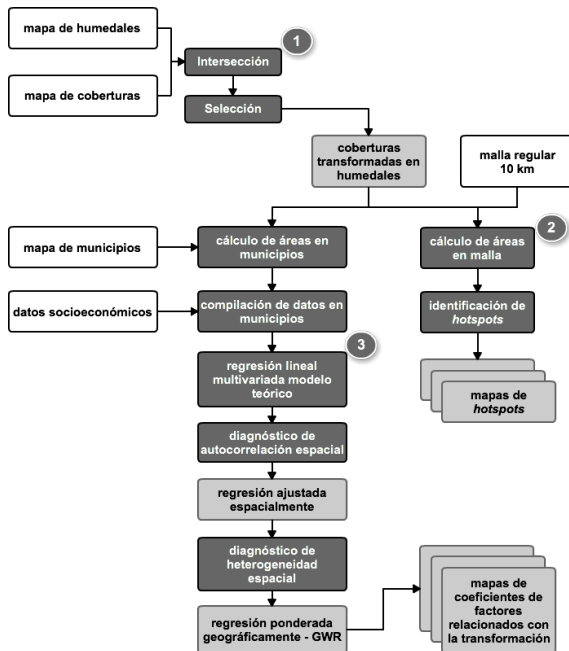 mapa de humedales
1
Intersección
mapa de coberturas
Selección
coberturas
transformadas en
humedales
malla regular
10 km
mapa de municipios
cálculo de áreas en
municipios
2
cálculo de áreas
en malla
datos socioeconómicos
compilación de datos en
municipios
identificación de
hotspots
3
regresión lineal
multivariada modelo
teórico
mapas de
hotspots
diagnóstico de
autocorrelación espacial
regresión ajustada
espacialmente
diagnóstico de
heterogeneidad
espacial
regresión ponderada
geográficamente - GWR
mapas de
coeficientes de
factores
relacionados con
la transformación